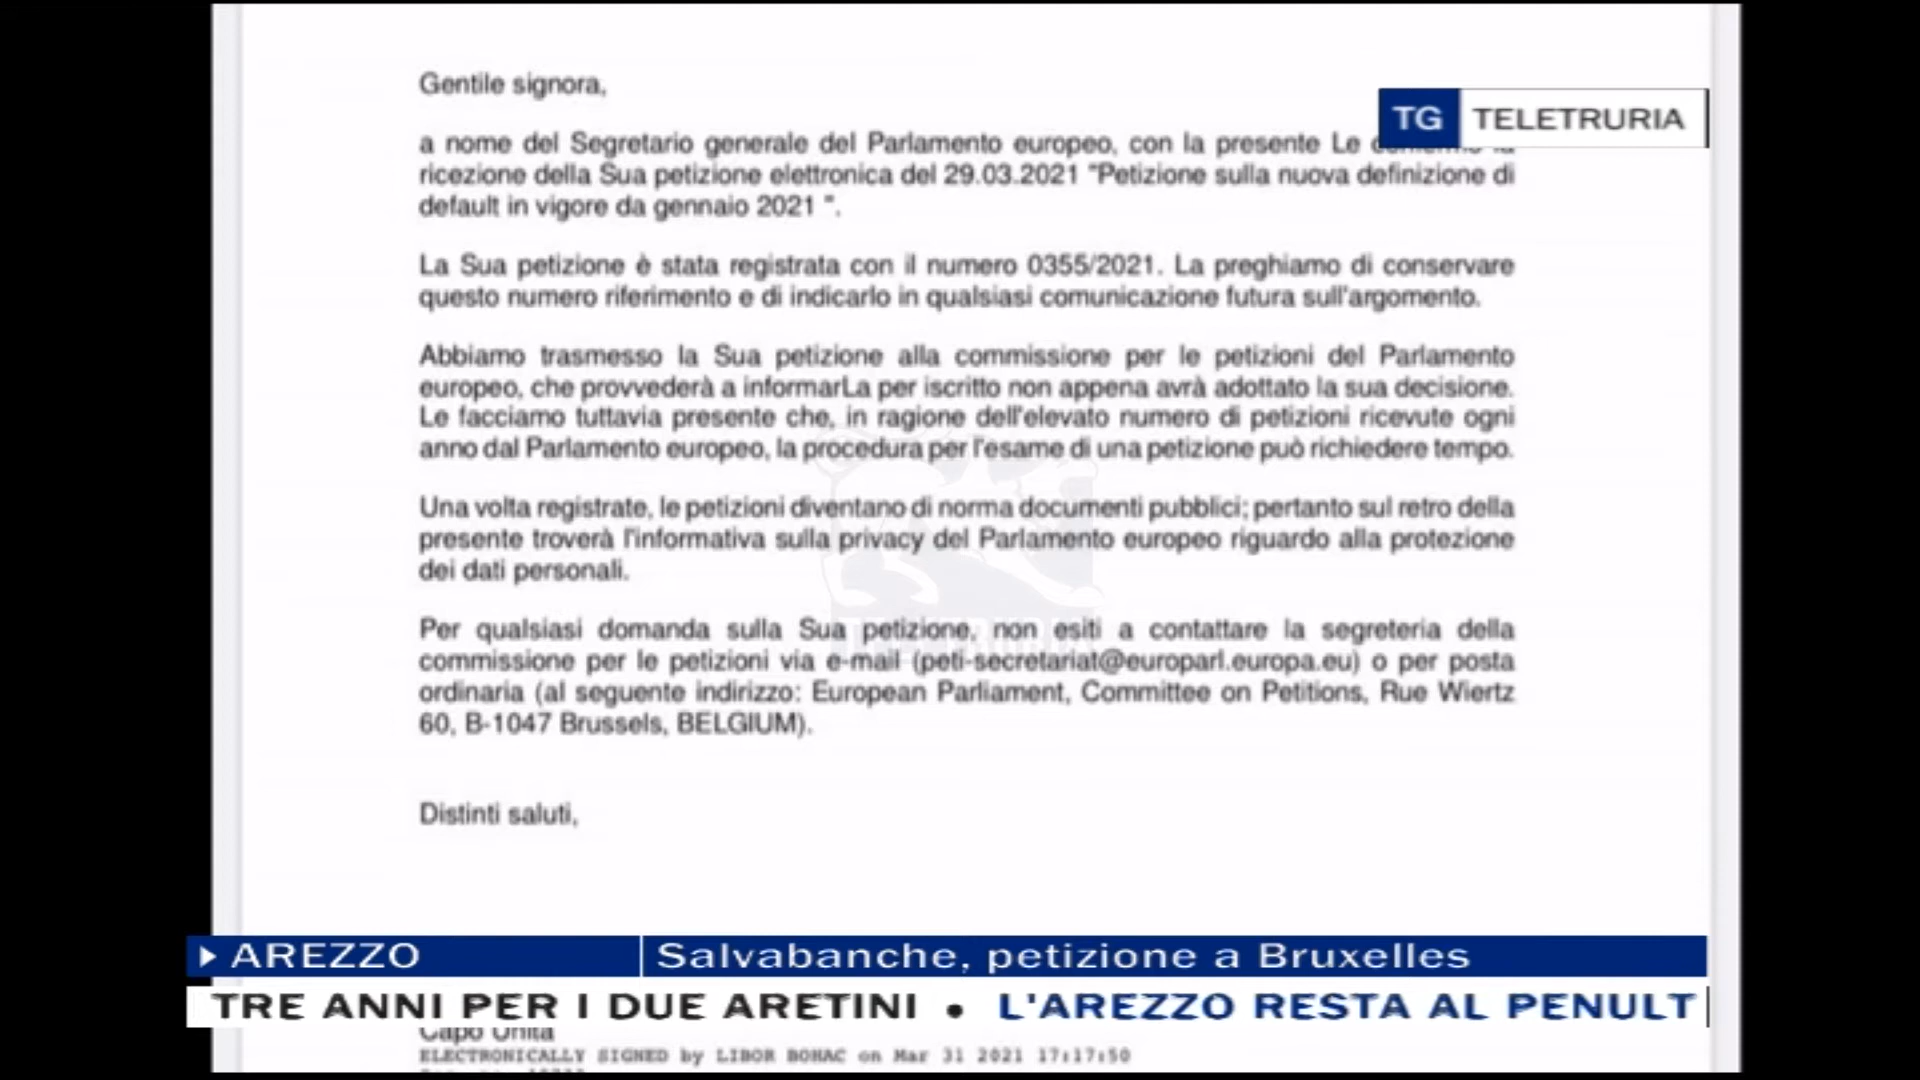 Gentile signora,
TG TELETRURIA
a nome del Segretario generale del Parlamento europeo, con la presente Le
ricezione della Sua petizione elettronica del 29.03.2021 "Petizione sulla nuova definizione di
default in vigore da gennaio 2021 ".
La Sua petizione è stata registrata con il numero 0355/2021. La preghiamo di conservare
questo numero riferimento e di indicarlo in qualsiasi comunicazione futura sull'argomento.
Abbiamo trasmesso la Sua petizione alla commissione per le petizioni del Parlamento
europeo, che provvederà a informarLa per iscritto non appena avrà adottato la sua decisione.
Le facciamo tuttavia presente che, in ragione dell'elevato numero di petizioni ricevute ogni
anno dal Parlamento europeo, la procedura per l'esame di una petizione può richiedere tempo.
Una volta registrate, le petizioni diventano di norma documenti pubblici; pertanto sul retro della
presente troverà l'informativa sulla privacy del Parlamento europeo riguardo alla protezione
dei dati personali.
Per qualsiasi domanda sulla Sua petizione, non esiti a contattare la segreteria della
commissione per le petizioni via e-mail (peti-secretariat@europarl.europa.eu) o per posta
ordinaria (al seguente indirizzo: European Parliament, Committee on Petitions, Rue Wiertz
60, B-1047 Brussels, BELGIUM).
Distinti saluti,
AREZZO Salvabanche, petizione a Bruxelles
TRE ANNI PER I DUE ARETINI • L'AREZZO RESTA AL PENULT
Capo Unità
ELECTRONICALLY SIGNED by LIBOR BOHAC on Mar 31 2021 17:17:50